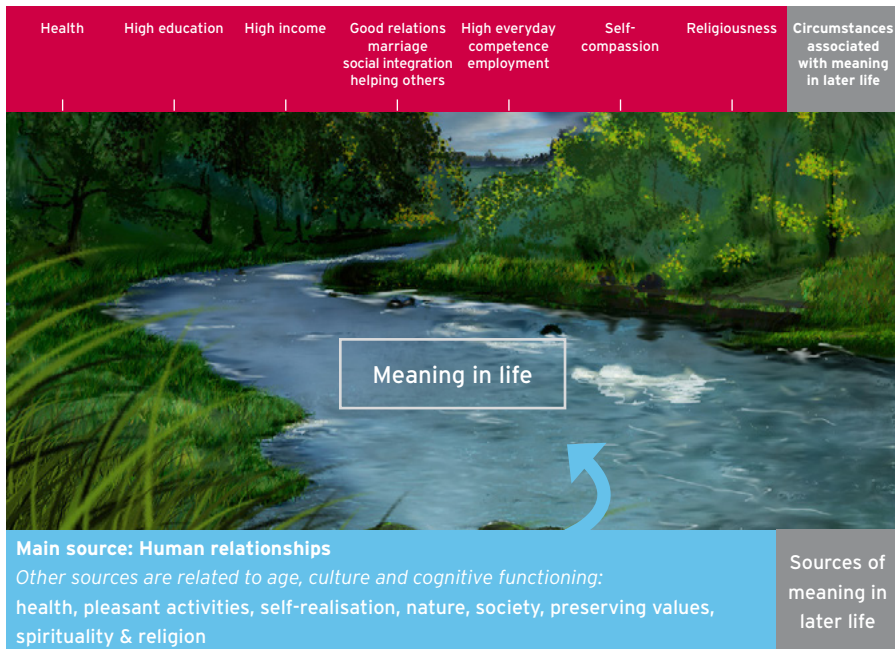 Health
High education
High income
Good relations
marriage
social integration
helping others
High everyday
competence
employment
Self-
compassion
Religiousness
Circumstances
associated
with meaning
in later life
Meaning in life
Main source: Human relationships
Other sources are related to age, culture and cognitive functioning:
health, pleasant activities, self-realisation, nature, society, preserving values,
spirituality & religion
Sources of
meaning in
later life